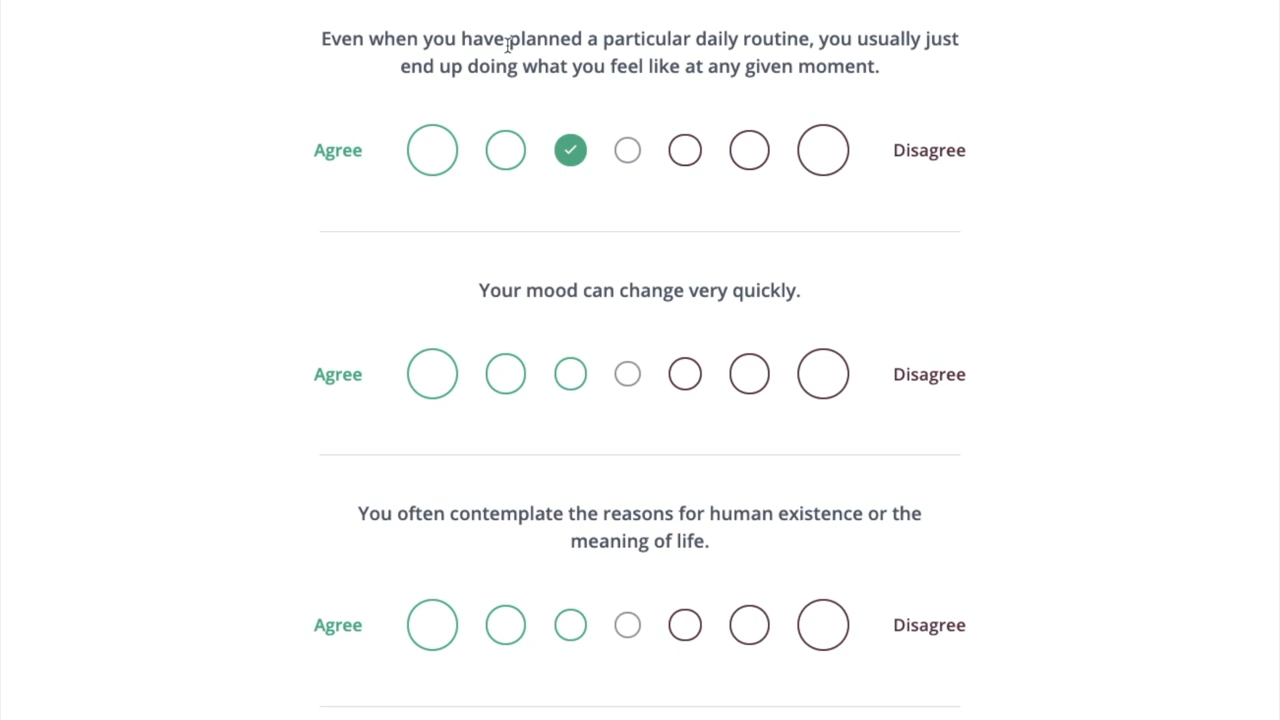 Even when you have planned a particular daily routine, you usually just
end up doing what you feel like at any given moment.
Agree Disagree
Your mood can change very quickly.
Agree Disagree
You often contemplate the reasons for human existence or the
meaning of life.
Agree Disagree